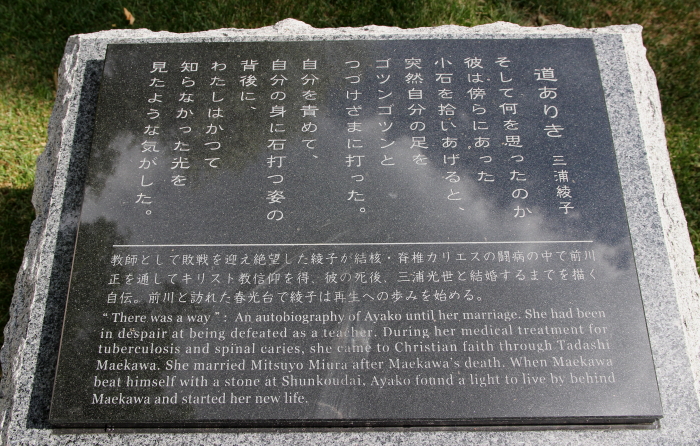 道ありき 三浦綾子
そして何を思ったのか
彼は傍らにあった
小石を拾いあげると、
突然自分の足を
ゴツンゴツンと
つづけざまに打った。
自分を責めて、
自分の身に石打つ姿の
背後に、
わたしはかつて
知らなかった光を
見たような気がした。
教師として敗戦を迎え絶望した綾子が結核・脊椎カリエスの闘病の中で前川
正を通してキリスト教信仰を得、彼の死後、三浦光世と結婚するまでを描く
自伝。前川と訪れた春光台で綾子は再生への歩みを始める。
“ There was a way ” : An autobiography of Ayako until her marriage. She had been
in despair at being defeated as a teacher. During her medical treatment for
tuberculosis and spinal caries, she came to Christian faith through Tadashi
Maekawa. She married Mitsuyo Miura after Maekawa's death. When Maekawa
beat himself with a stone at Shunkoudai, Ayako found a light to live by behind
Maekawa and started her new life.